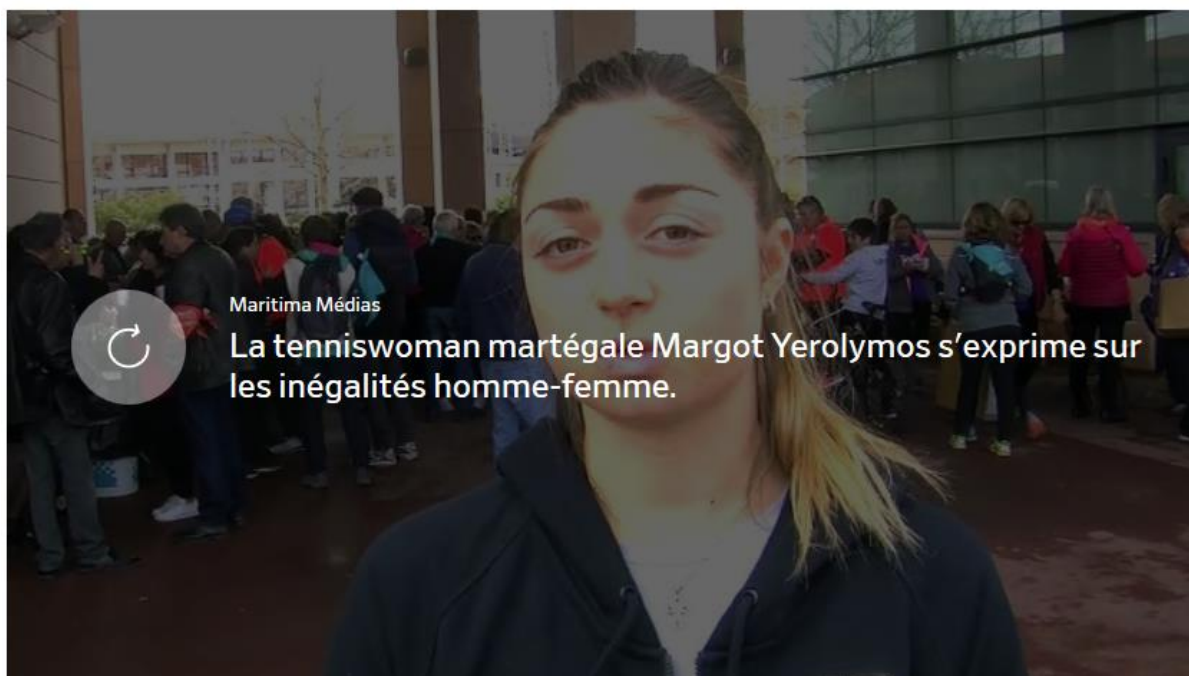 Maritima Médias
La tenniswoman martégale Margot Yerolymos s’exprime sur
les inégalités homme-femme.